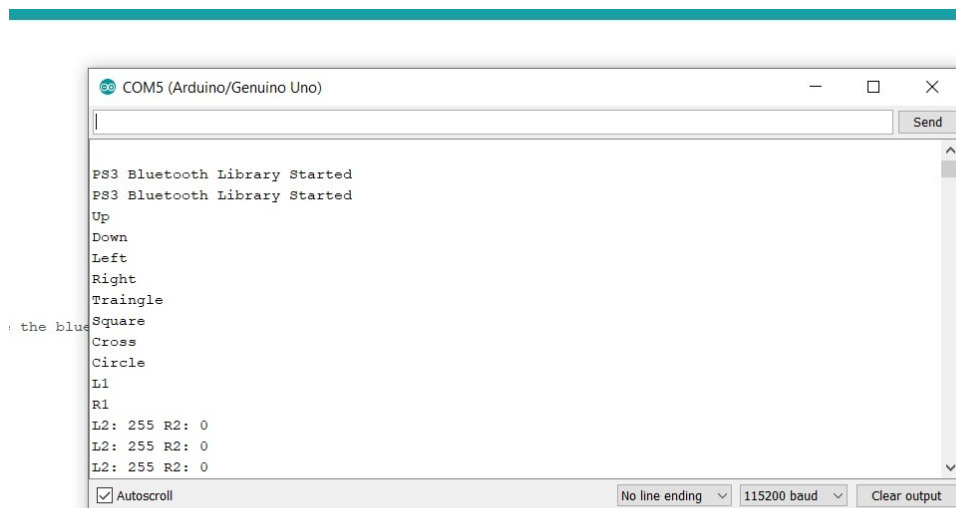 COM5 (Arduino/Genuino Uno)
Send
PS3 Bluetooth Library Started
PS3 Bluetooth Library Started
Up
Down
Left
Right
Traingle
the blue
Square
Cross
Circle
L1
R1
L2: 255 R2: 0
L2: 255 R2: 0
L2: 255 R2: 0
Autoscroll
No line ending
115200 baud
Clear output